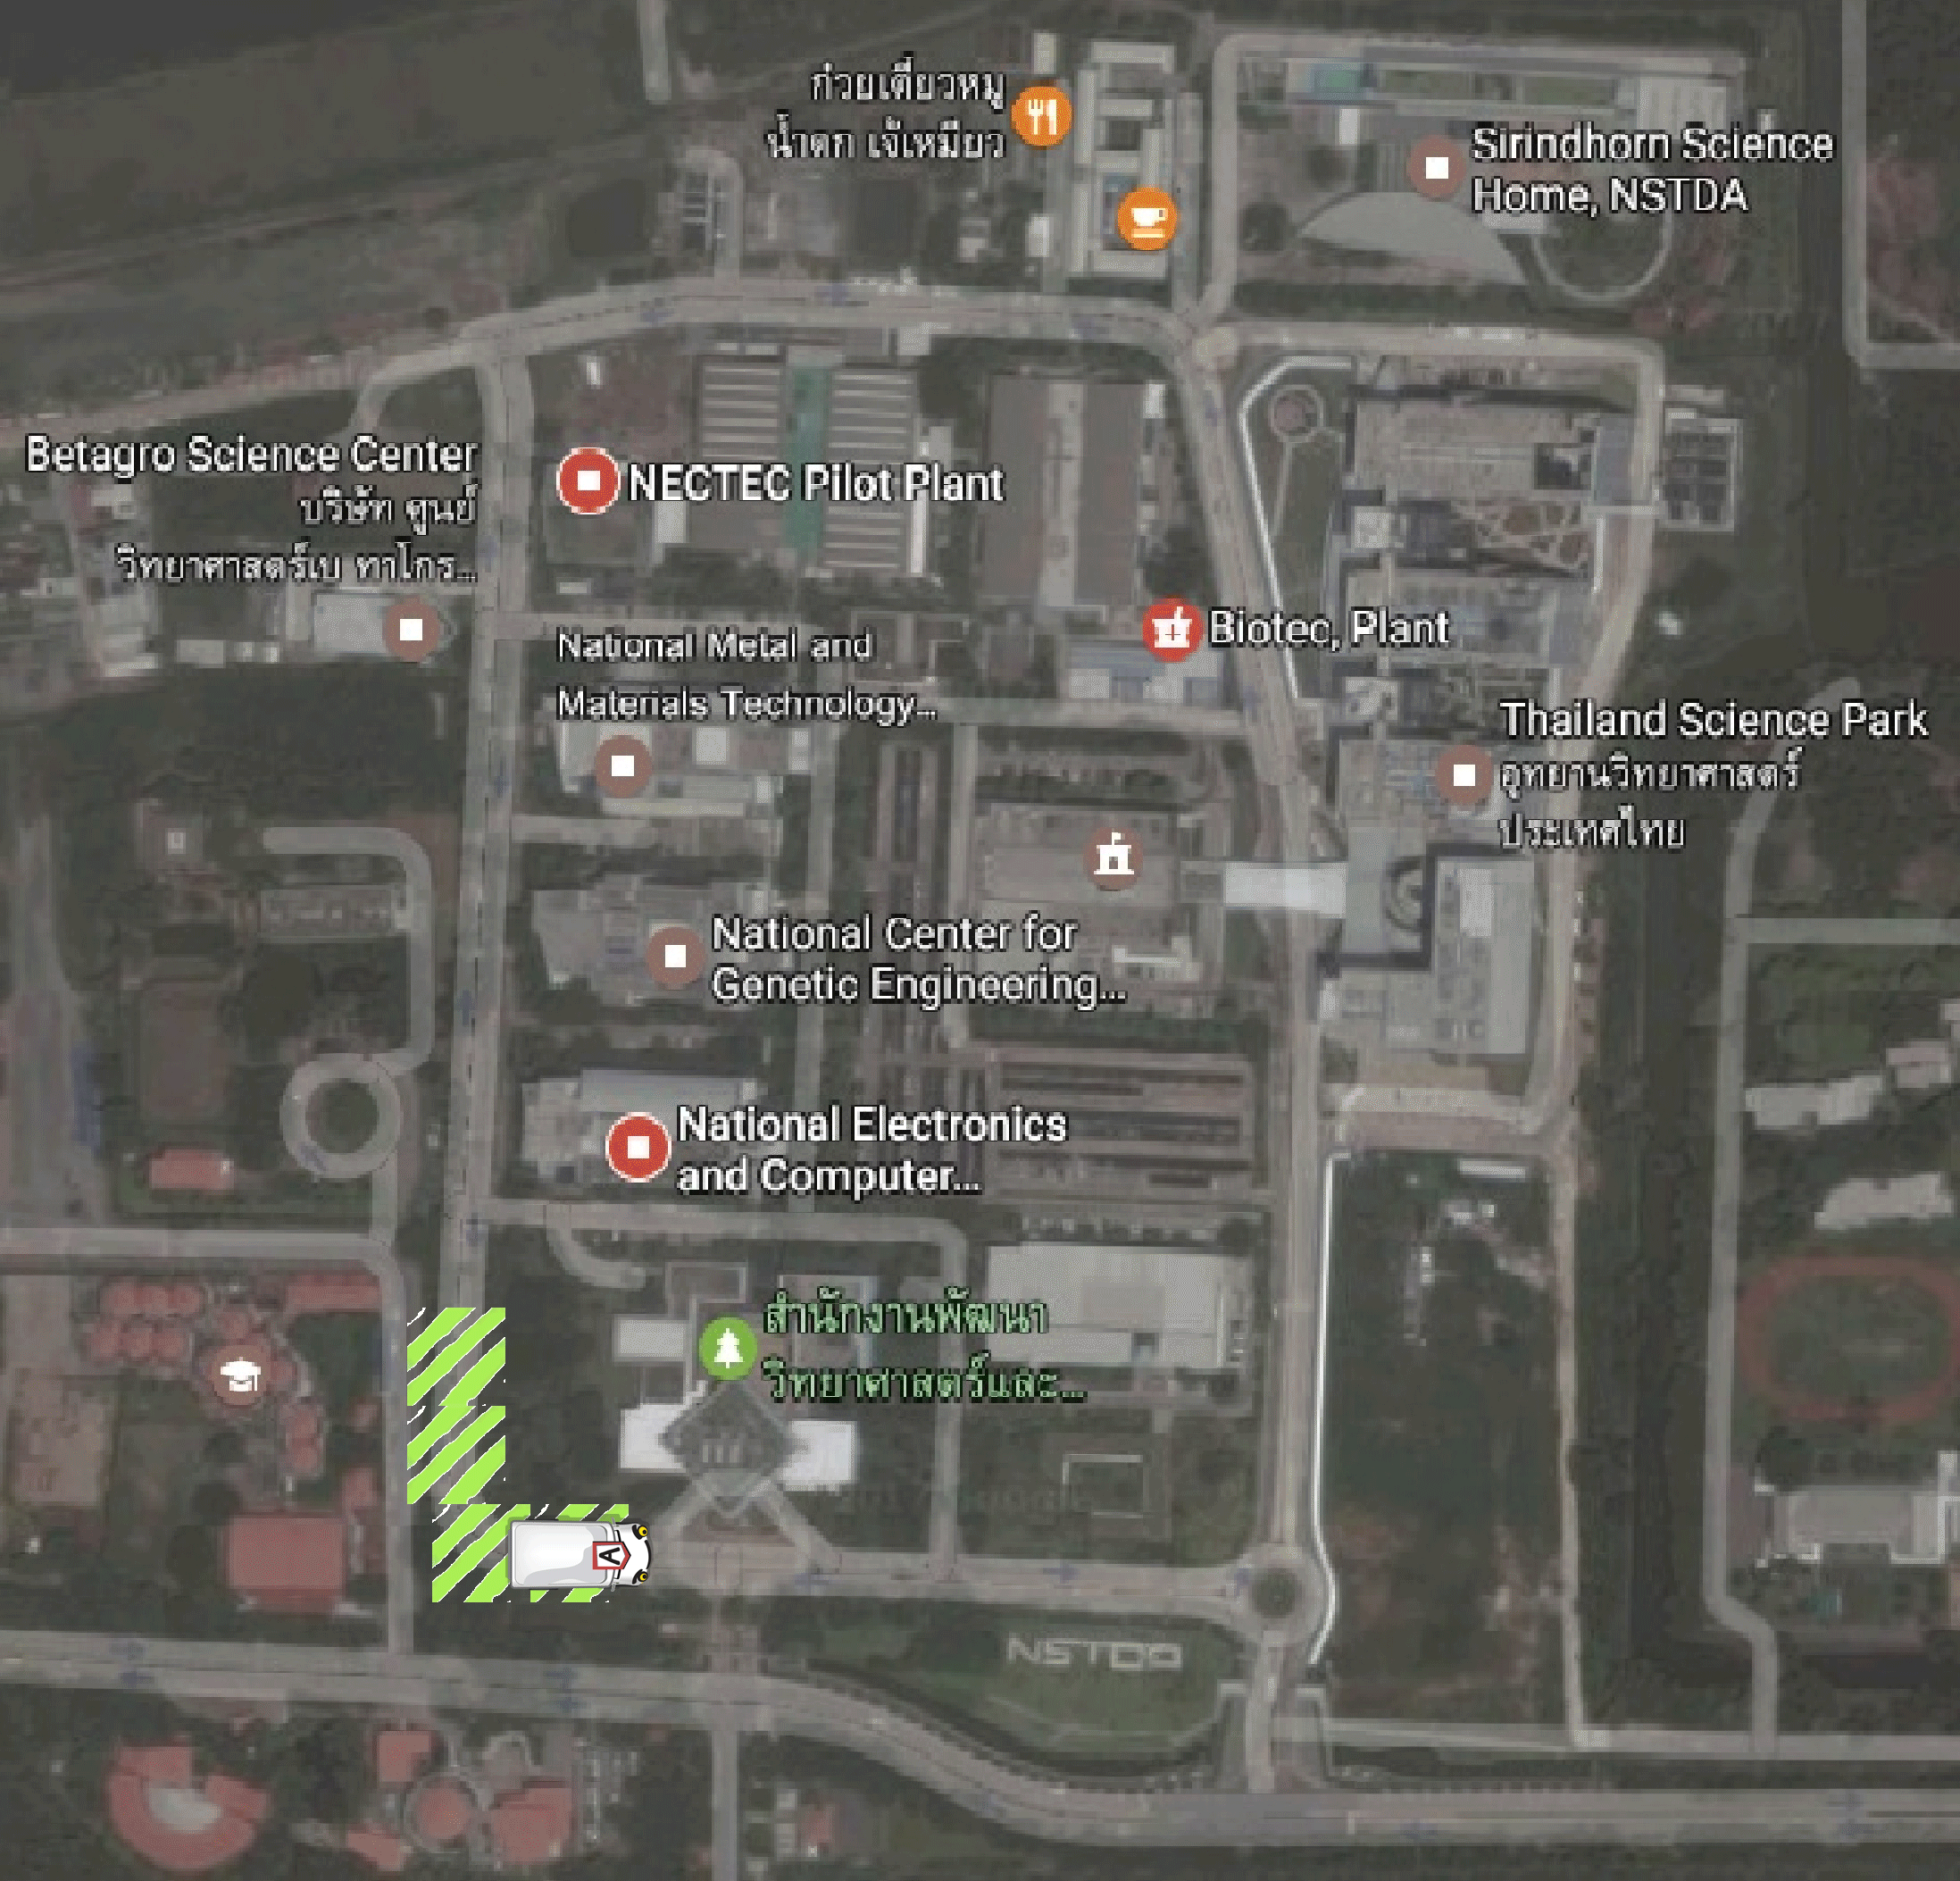 ก๋วยเตี๋ยวหมู
น้ำตก เจ๊เหมียว
Sirindhorn Science
Home, NSTDA
Betagro Science Center
บริษัท ศูนย์
วิทยาศาสตร์เบ ทาโกร...
NECTEC Pilot Plant
Biotec, Plant
National Metal and
Materials Technology...
Thailand Science Park
อุทยานวิทยาศาสตร์
ประเทศไทย
National Center for
Genetic Engineering...
National Electronics
and Computer...
สำนักงานพัฒนา
วิทยาศาสตร์และ...
A
NSTDA